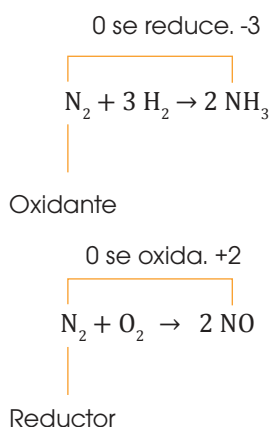 0 se reduce. -3
N₂ + 3 H₂ → 2 NH₃
Oxidante
0 se oxida. +2
N₂ + O₂ → 2 NO
Reductor